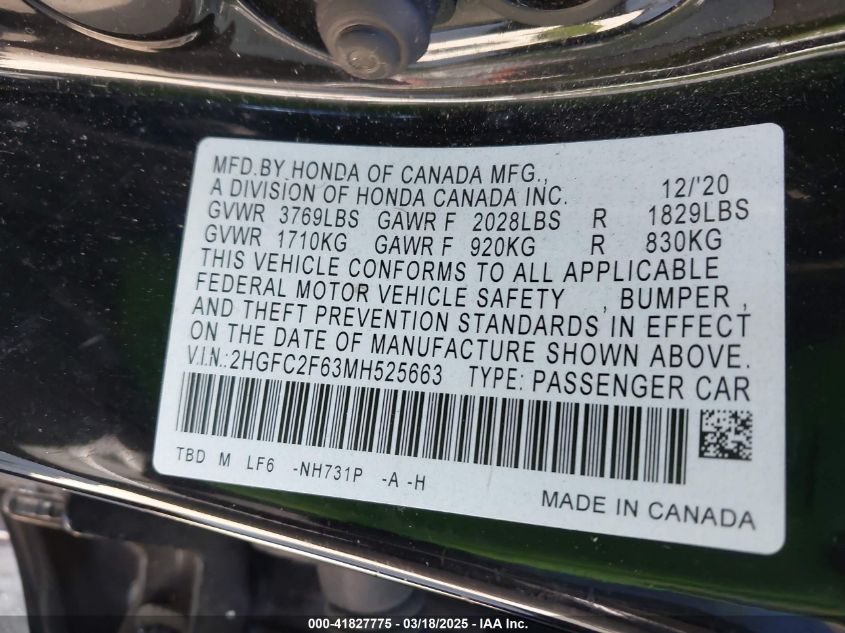 MFD.BY HONDA OF CANADA MFG.,
A DIVISION OF HONDA CANADA INC. 12/'20
GVWR 3769LBS GAWR F 2028LBS R 1829LBS
GVWR 1710KG GAWR F 920KG R 830KG
THIS VEHICLE CONFORMS TO ALL APPLICABLE
FEDERAL MOTOR VEHICLE SAFETY , BUMPER ,
AND THEFT PREVENTION STANDARDS IN EFFECT
ON THE DATE OF MANUFACTURE SHOWN ABOVE.
V.I.N.:2HGFC2F63MH525663 TYPE: PASSENGER CAR
TBD M LF6 -NH731P -A -H
MADE IN CANADA
000-41827775 - 03/18/2025 - IAA Inc.